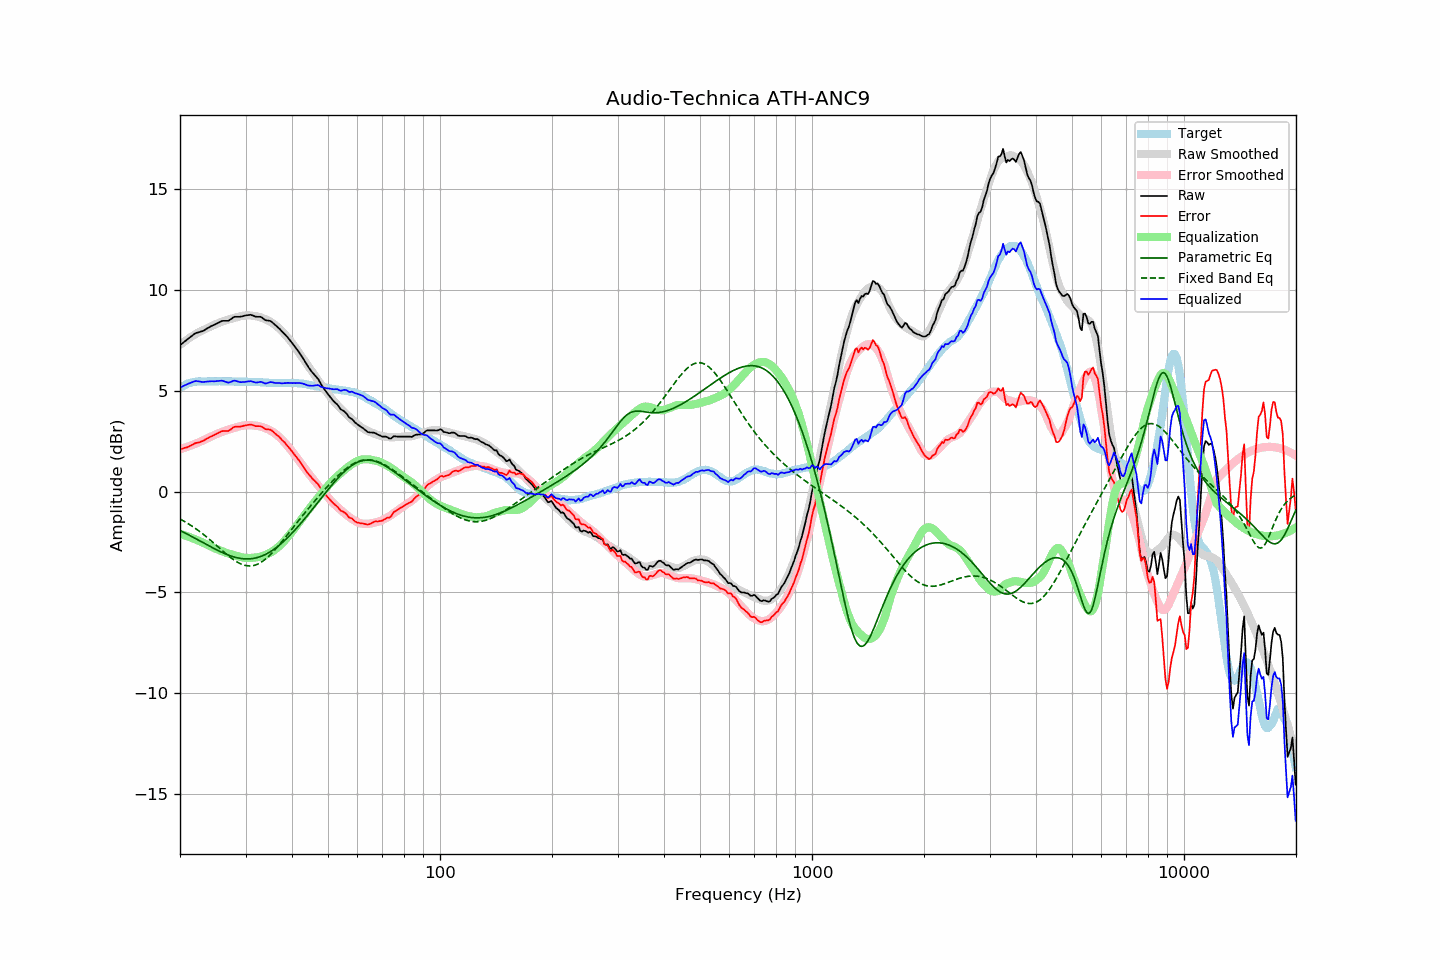 Audio-Technica ATH-ANC9
Target
Raw Smoothed
Error Smoothed
Raw
Error
Equalization
Parametric Eq
Fixed Band Eq
Equalized
15
10
5
0
−5
−10
−15
Amplitude (dBr)
100
1000
10000
Frequency (Hz)